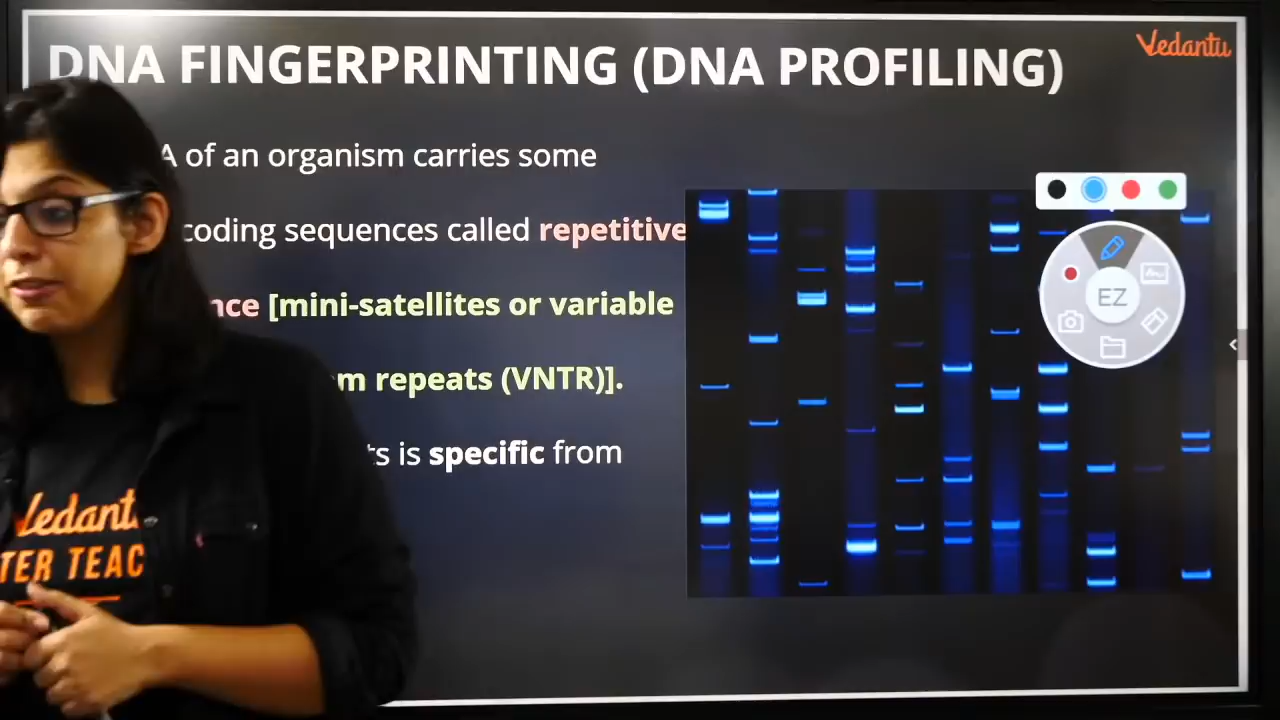 DNA FINGERPRINTING (DNA PROFILING)
Vedantu
A of an organism carries some
coding sequences called repetitive
nce [mini-satellites or variable
m repeats (VNTR)].
ts is specific from
EZ
Vedant
TER TEAC